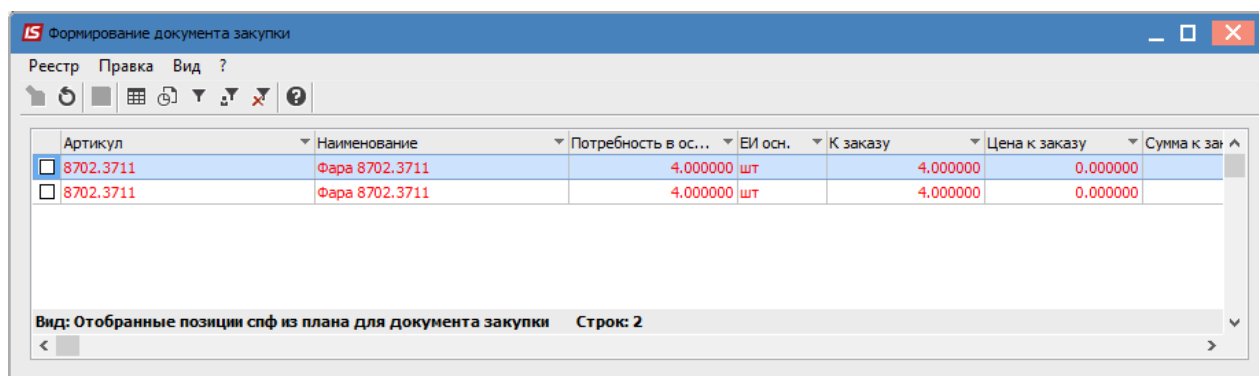 IS Формирование документа закупки
Реестр Правка Вид ?
Артикул Наименование Потребность в ос... ЕИ осн. К заказу Цена к заказу Сумма к зак
8702.3711 Фара 8702.3711 4.000000 шт 4.000000 0.000000
8702.3711 Фара 8702.3711 4.000000 шт 4.000000 0.000000
Вид: Отобранные позиции спф из плана для документа закупки Строк: 2